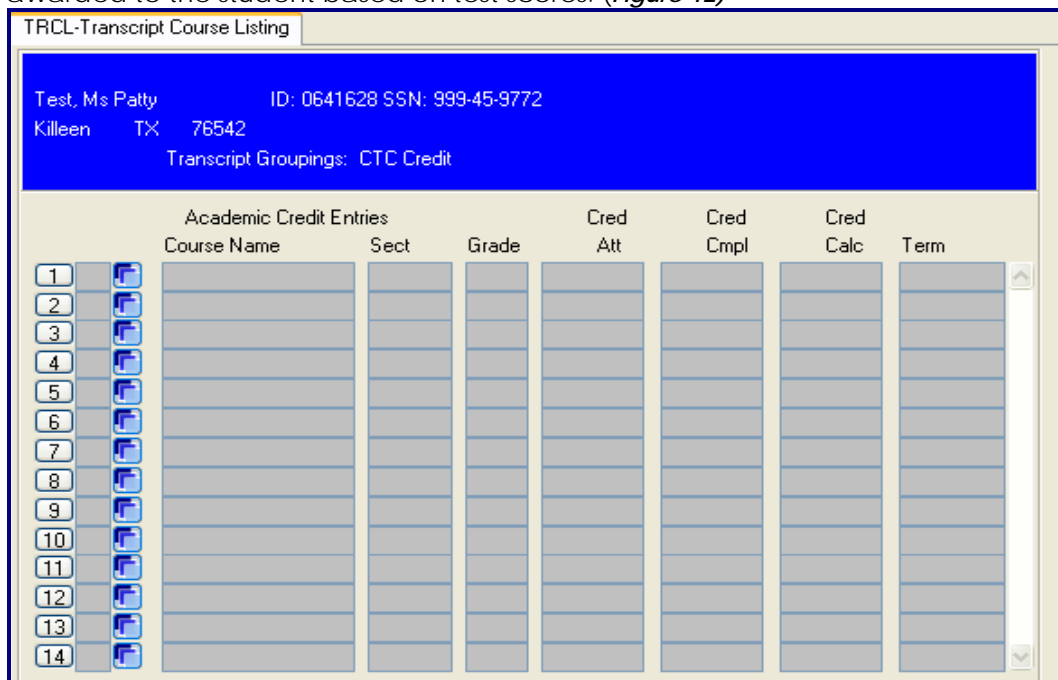 awarded to the student based on test scores. (Figure 12)
TRCL-Transcript Course Listing
Test, Ms Patty ID: 0641628 SSN: 999-45-9772
Killeen TX 76542
Transcript Groupings: CTC Credit
Academic Credit Entries Cred Cred Cred
Course Name Sect Grade Att Cmpl Calc Term
1
2
3
4
5
6
7
8
9
10
11
12
13
14